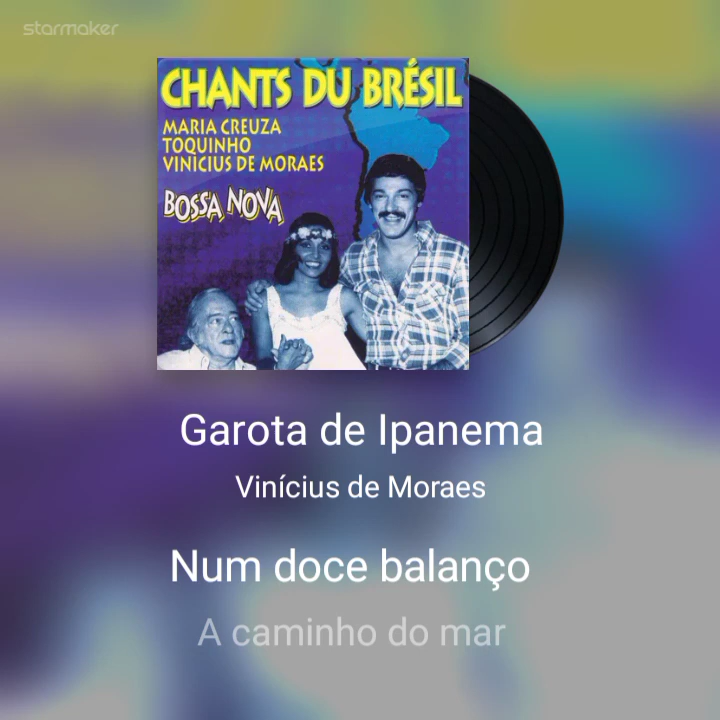 starmaker
CHANTS DU BRÉSIL
MARIA CREUZA
TOQUINHO
VINICIUS DE MORAES
BOSSA NOVA
Garota de Ipanema
Vinícius de Moraes
Num doce balanço
A caminho do mar